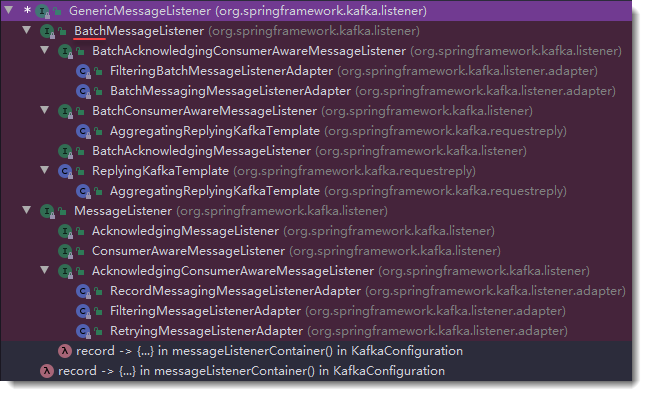 * GenericMessageListener (org.springframework.kafka.listener)
BatchMessageListener (org.springframework.kafka.listener)
BatchAcknowledgingConsumerAwareMessageListener (org.springframework.kafka.listener)
FilteringBatchMessageListenerAdapter (org.springframework.kafka.listener.adapter)
BatchMessagingMessageListenerAdapter (org.springframework.kafka.listener.adapter)
BatchConsumerAwareMessageListener (org.springframework.kafka.listener)
AggregatingReplyingKafkaTemplate (org.springframework.kafka.requestreply)
BatchAcknowledgingMessageListener (org.springframework.kafka.listener)
ReplyingKafkaTemplate (org.springframework.kafka.requestreply)
AggregatingReplyingKafkaTemplate (org.springframework.kafka.requestreply)
MessageListener (org.springframework.kafka.listener)
AcknowledgingMessageListener (org.springframework.kafka.listener)
ConsumerAwareMessageListener (org.springframework.kafka.listener)
AcknowledgingConsumerAwareMessageListener (org.springframework.kafka.listener)
RecordMessagingMessageListenerAdapter (org.springframework.kafka.listener.adapter)
FilteringMessageListenerAdapter (org.springframework.kafka.listener.adapter)
RetryingMessageListenerAdapter (org.springframework.kafka.listener.adapter)
record -> {...} in messageListenerContainer() in KafkaConfiguration
record -> {...} in messageListenerContainer() in KafkaConfiguration